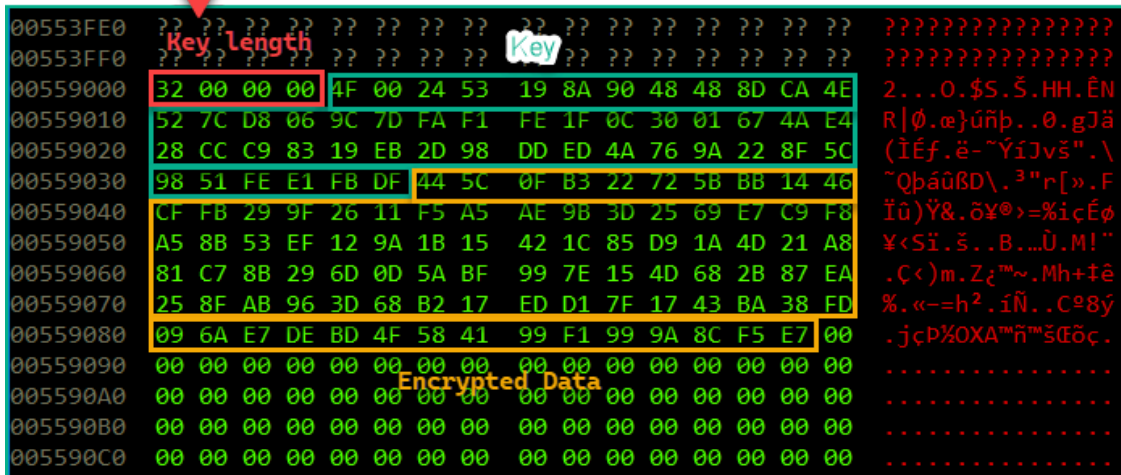 00553FE0 ?? ?? ?? ?? ?? ?? ?? ?? ?? ?? ?? ?? ?? ?? ?? ?? ????????????????
Key length Key
00553FF0 ?? ?? ?? ?? ?? ?? ?? ?? ?? ?? ?? ?? ?? ?? ?? ?? ????????????????
00559000 32 00 00 00 4F 00 24 53 19 8A 90 48 48 8D CA 4E 2...O.$S.Š.HH.ÊN
00559010 52 7C D8 06 9C 7D FA F1 FE 1F 0C 30 01 67 4A E4 R|Ø.œ}úñþ..0.gJä
00559020 28 CC C9 83 19 EB 2D 98 DD ED 4A 76 9A 22 8F 5C (ÌÉƒ.ë-˜ÝíJvš".\
00559030 98 51 FE E1 FB DF 44 5C 0F B3 22 72 5B BB 14 46 ˜QþáûßD\.³"r[».F
00559040 CF FB 29 9F 26 11 F5 A5 AE 9B 3D 25 69 E7 C9 F8 Ïû)Ÿ&.õ¥®›=%içÉø
00559050 A5 8B 53 EF 12 9A 1B 15 42 1C 85 D9 1A 4D 21 A8 ¥‹Sï.š..B.…Ù.M!¨
00559060 81 C7 8B 29 6D 0D 5A BF 99 7E 15 4D 68 2B 87 EA .Ç‹)m.Z¿™~.Mh+‡ê
00559070 25 8F AB 96 3D 68 B2 17 ED D1 7F 17 43 BA 38 FD %.«–=h².íÑ..Cº8ý
00559080 09 6A E7 DE BD 4F 58 41 99 F1 99 9A 8C F5 E7 00 .jçÞ½OXA™ñ™šŒõç.
00559090 00 00 00 00 00 00 00 00 00 00 00 00 00 00 00 00 ................
Encrypted Data
005590A0 00 00 00 00 00 00 00 00 00 00 00 00 00 00 00 00 ................
005590B0 00 00 00 00 00 00 00 00 00 00 00 00 00 00 00 00 ................
005590C0 00 00 00 00 00 00 00 00 00 00 00 00 00 00 00 00 ................